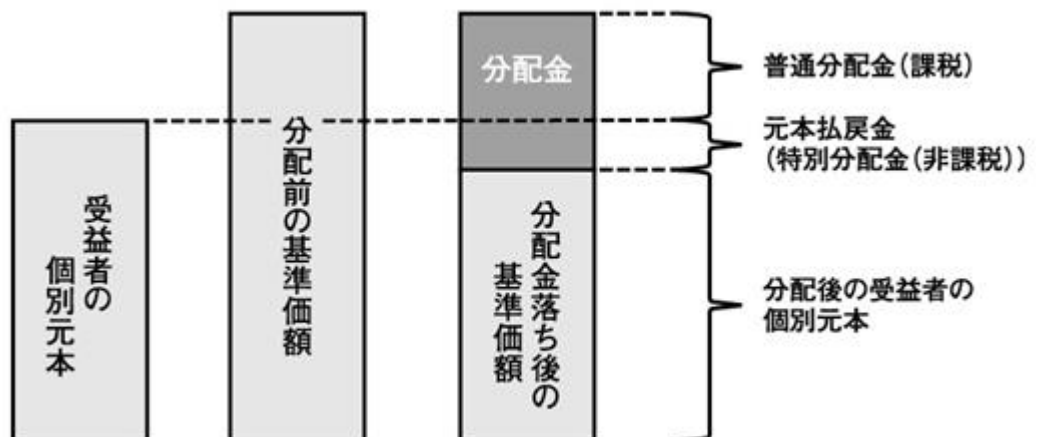 受益者の
個別元本
分配前の基準価額
分配金
分配金落ち後の
基準価額
普通分配金(課税)
元本払戻金
(特別分配金(非課税))
分配後の受益者の
個別元本